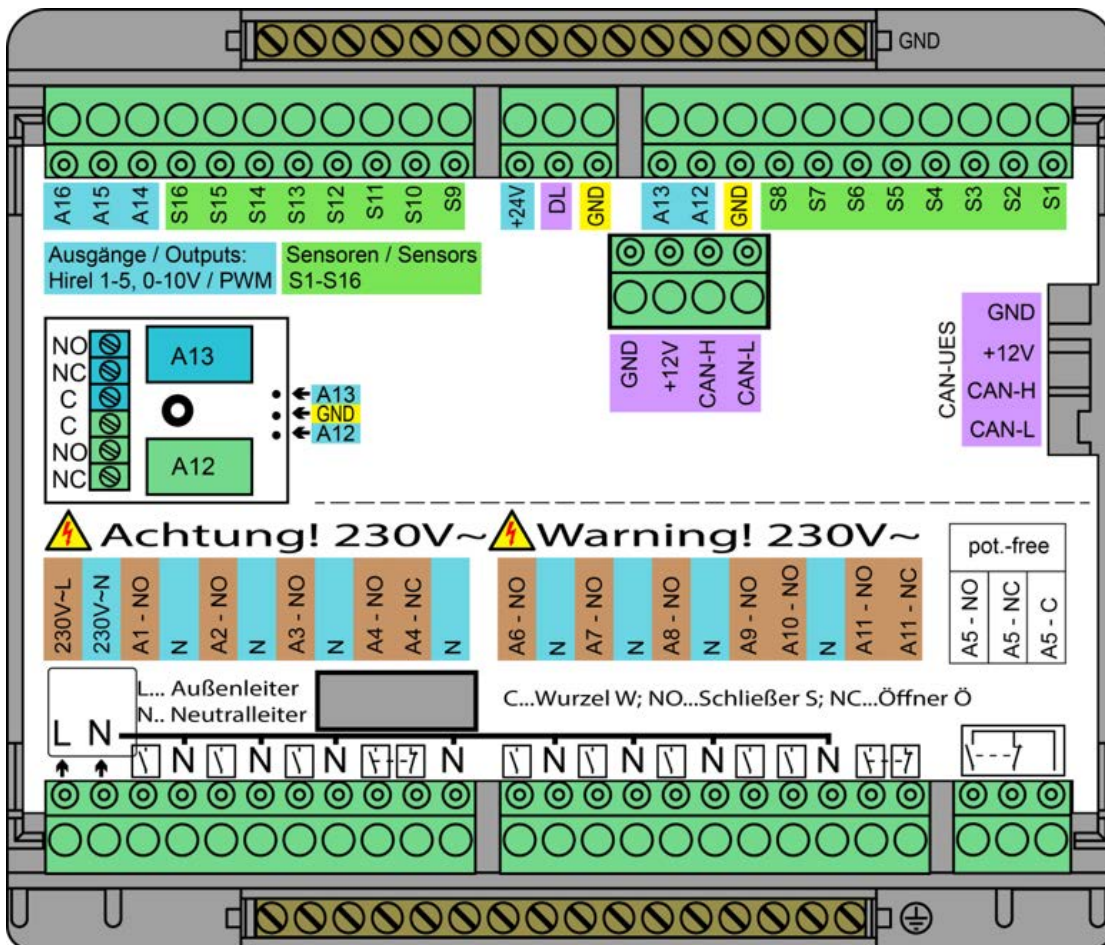 GND
A16 A15 A14 S16 S15 S14 S13 S12 S11 S10 S9 +24V DL GND A13 A12 GND S8 S7 S6 S5 S4 S3 S2 S1
Ausgänge / Outputs:
Hirel 1-5, 0-10V / PWM
Sensoren / Sensors
S1-S16
GND +12V CAN-H CAN-L
CAN-UES
GND
+12V
CAN-H
CAN-L
NO
NC
C
C
NO
NC
A13
A12
A13
GND
A12
Achtung! 230V~
Warning! 230V~
230V~L 230V~N A1 - NO N A2 - NO N A3 - NO N A4 - NO A4 - NC N
A6 - NO N A7 - NO N A8 - NO N A9 - NO A10 - NO N A11 - NO A11 - NC
pot.-free
A5 - NO A5 - NC A5 - C
L... Außenleiter
N.. Neutralleiter
C...Wurzel W; NO...Schließer S; NC...Öffner Ö
L N
N N N N N N N N